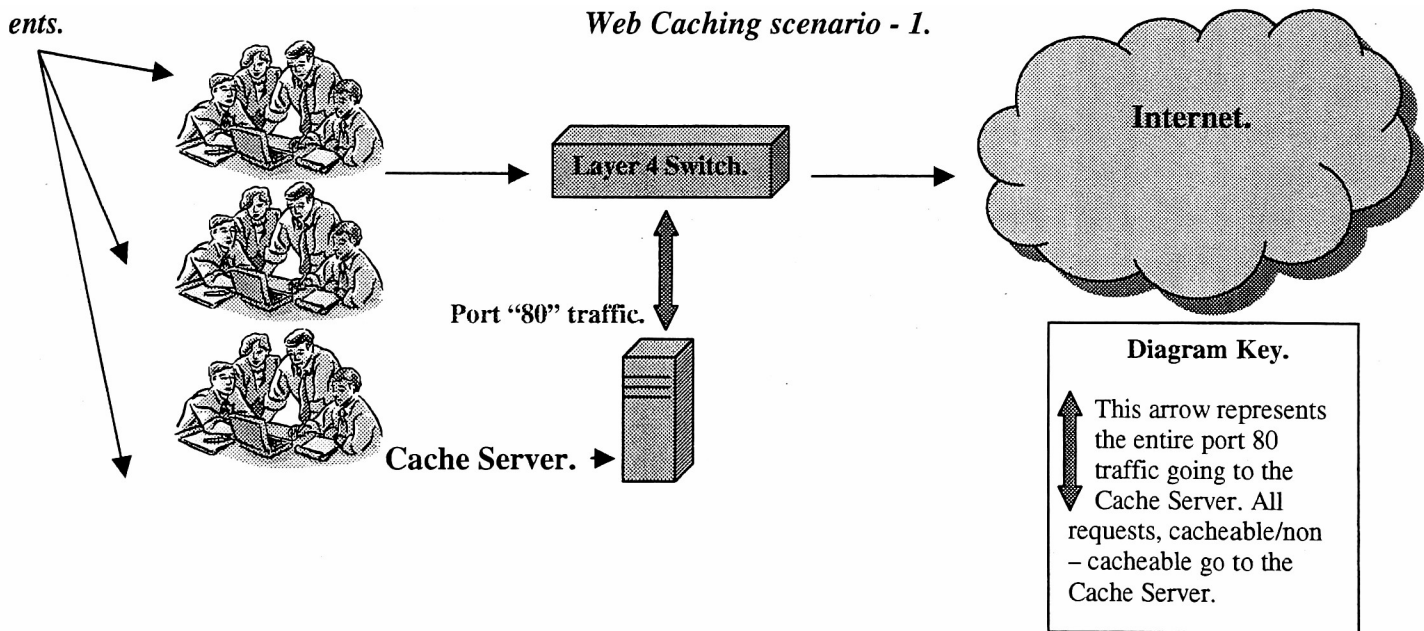 ents.
Web Caching scenario - 1.
Internet.
Layer 4 Switch.
Port “80” traffic.
Cache Server.
Diagram Key.
This arrow represents
the entire port 80
traffic going to the
Cache Server. All
requests, cacheable/non
– cacheable go to the
Cache Server.